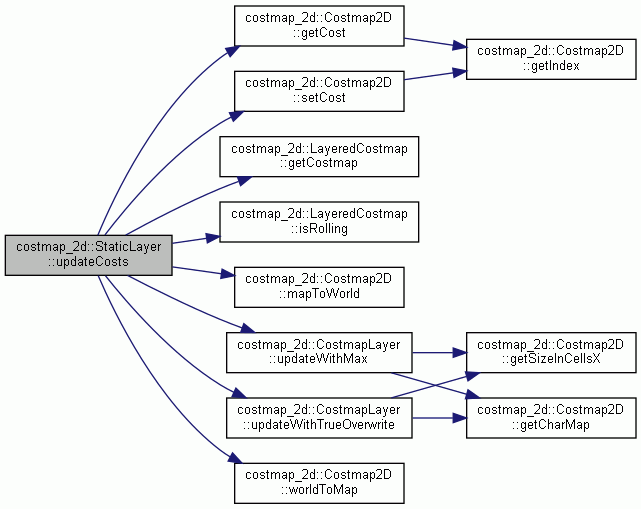 costmap_2d::StaticLayer
::updateCosts
costmap_2d::Costmap2D
::getCost
costmap_2d::Costmap2D
::getIndex
costmap_2d::Costmap2D
::setCost
costmap_2d::LayeredCostmap
::getCostmap
costmap_2d::LayeredCostmap
::isRolling
costmap_2d::Costmap2D
::mapToWorld
costmap_2d::CostmapLayer
::updateWithMax
costmap_2d::Costmap2D
::getSizeInCellsX
costmap_2d::CostmapLayer
::updateWithTrueOverwrite
costmap_2d::Costmap2D
::getCharMap
costmap_2d::Costmap2D
::worldToMap